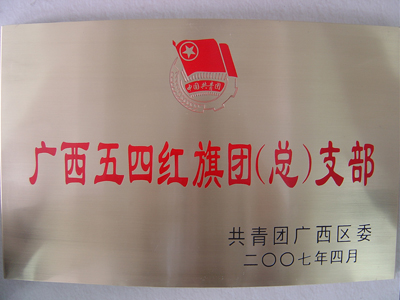 中国共青团
广西五四红旗团(总)支部
共青团广西区委
二〇〇七年四月